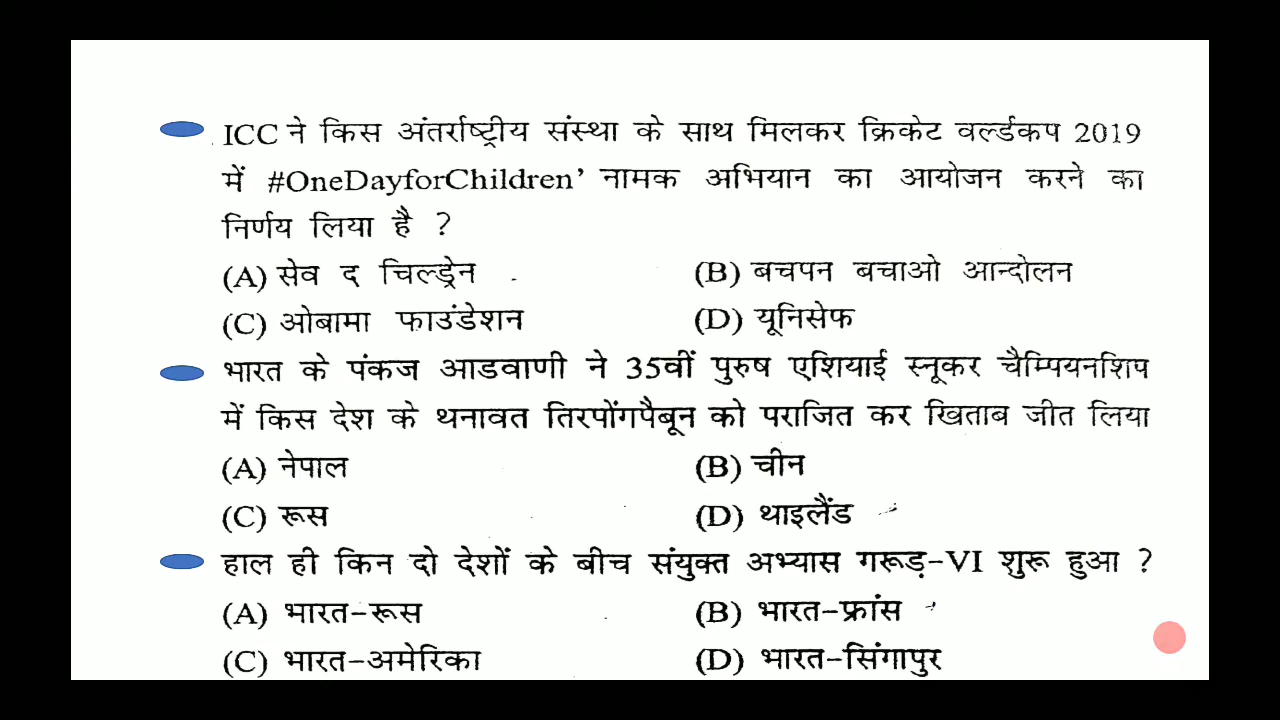 ICC ने किस अंतर्राष्ट्रीय संस्था के साथ मिलकर क्रिकेट वर्ल्डकप 2019
में #OneDayforChildren’ नामक अभियान का आयोजन करने का
निर्णय लिया है ?
(A) सेव द चिल्ड्रेन (B) बचपन बचाओ आन्दोलन
(C) ओबामा फाउंडेशन (D) यूनिसेफ
भारत के पंकज आडवाणी ने 35वीं पुरुष एशियाई स्नूकर चैम्पियनशिप
में किस देश के थनावत तिरपोंगपैबून को पराजित कर खिताब जीत लिया
(A) नेपाल (B) चीन
(C) रूस (D) थाइलैंड
हाल ही किन दो देशों के बीच संयुक्त अभ्यास गरूड़-VI शुरू हुआ ?
(A) भारत-रूस (B) भारत-फ्रांस
(C) भारत-अमेरिका (D) भारत-सिंगापुर